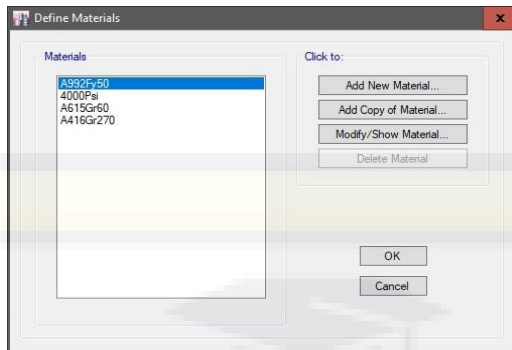 Define Materials
Materials
A992Fy50
4000Psi
A615Gr60
A416Gr270
Click to:
Add New Material...
Add Copy of Material...
Modify/Show Material...
Delete Material
OK
Cancel